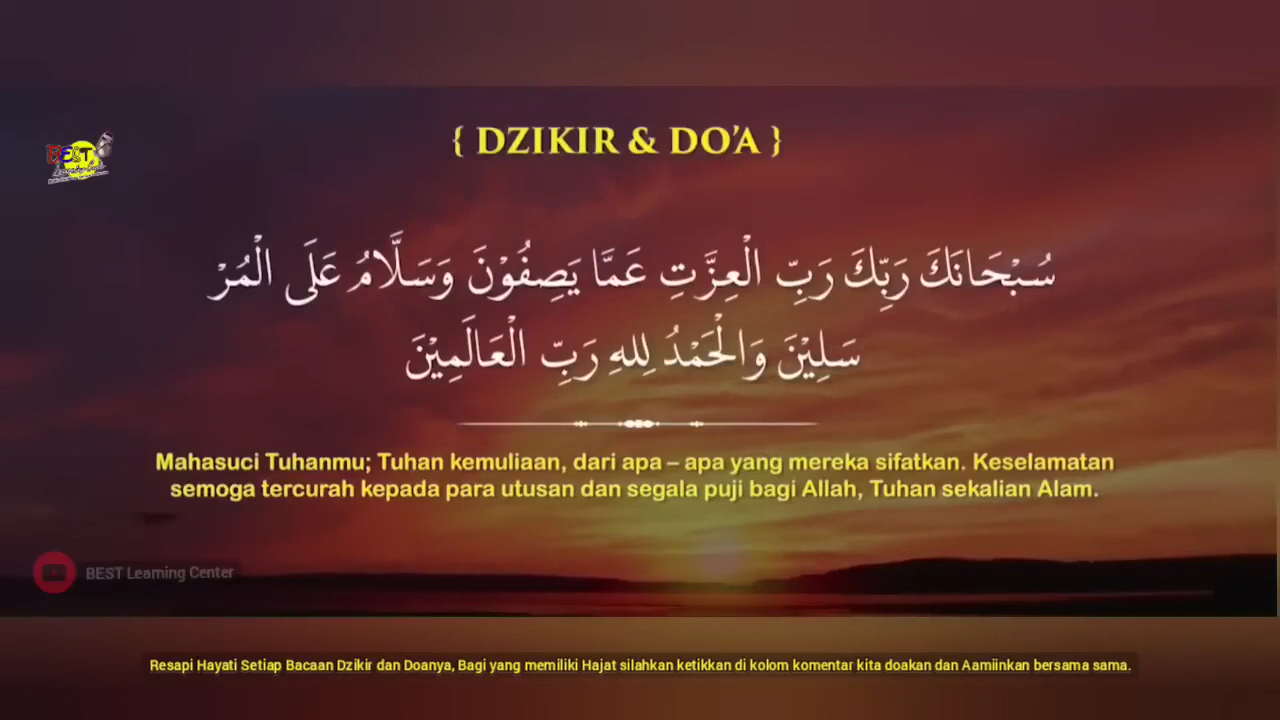 { DZIKIR & DO'A }
BEST
سُبْحَانَكَ رَبِّكَ رَبِّ الْعِزَّتِ عَمَّا يَصِفُوْنَ وَسَلَّامُ عَلَى الْمُرْ
سَلِيْنَ وَالْحَمْدُ لِلهِ رَبِّ الْعَالَمِيْنَ
Mahasuci Tuhanmu; Tuhan kemuliaan, dari apa – apa yang mereka sifatkan. Keselamatan
semoga tercurah kepada para utusan dan segala puji bagi Allah, Tuhan sekalian Alam.
BEST Learning Center
Resapi Hayati Setiap Bacaan Dzikir dan Doanya, Bagi yang memiliki Hajat silahkan ketikkan di kolom komentar kita doakan dan Aamiinkan bersama sama.